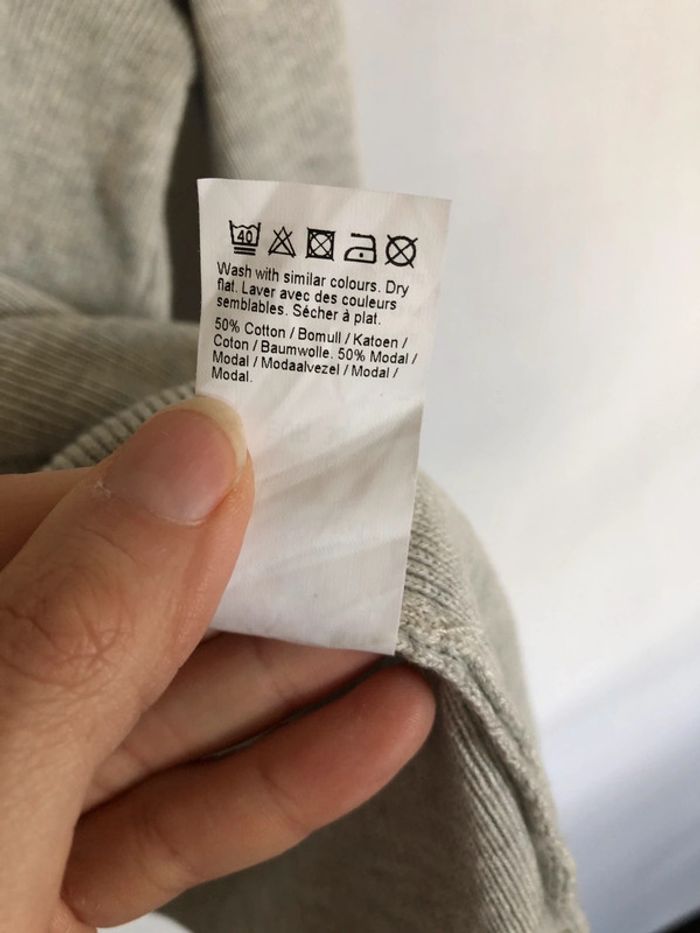 40
Wash with similar colours. Dry
flat. Laver avec des couleurs
semblables. Sécher à plat.
50% Cotton / Bomull / Katoen /
Coton / Baumwolle. 50% Modal /
Modal / Modaalvezel / Modal /
Modal.